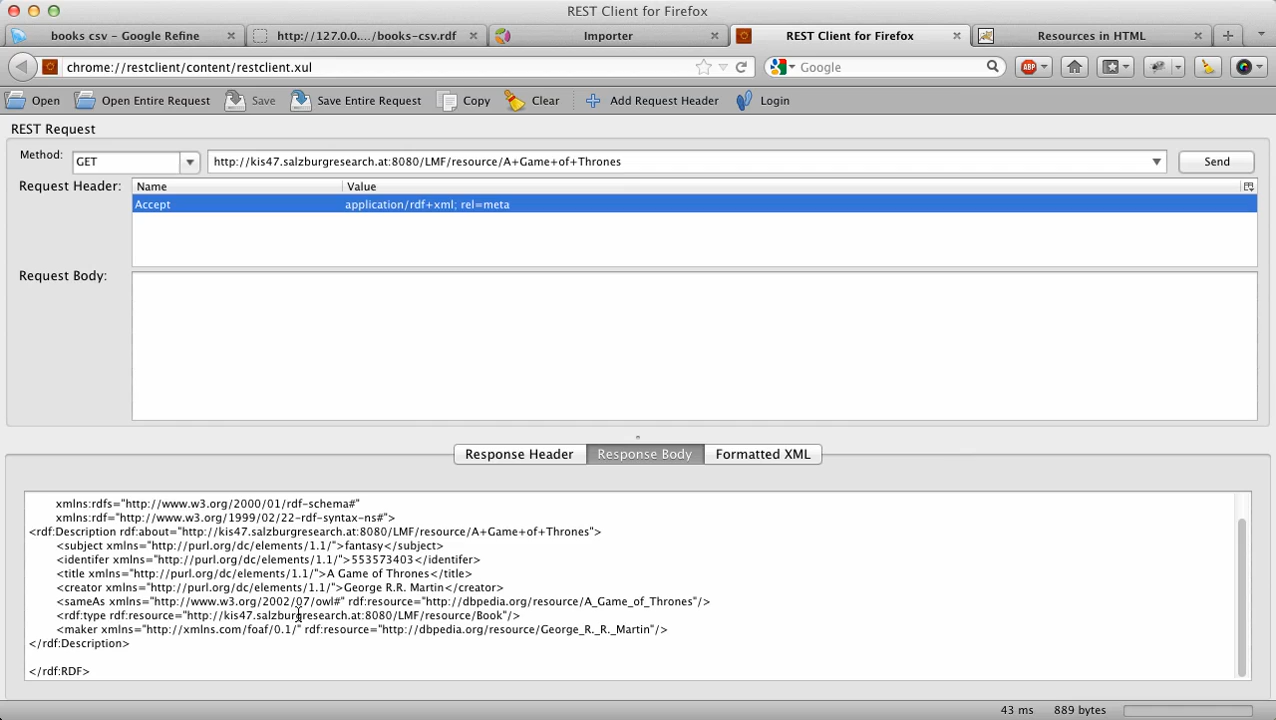 REST Client for Firefox
books csv - Google Refine
http://127.0.0..../books-csv.rdf
Importer
REST Client for Firefox
Resources in HTML
chrome://restclient/content/restclient.xul
Google
ABP
Open
Open Entire Request
Save
Save Entire Request
Copy
Clear
Add Request Header
Login
REST Request
Method:
GET
http://kis47.salzburgresearch.at:8080/LMF/resource/A+Game+of+Thrones
Send
Request Header:
Name
Value
Accept
application/rdf+xml; rel=meta
Request Body:
Response Header
Response Body
Formatted XML
xmlns:rdfs="http://www.w3.org/2000/01/rdf-schema#"
xmlns:rdf="http://www.w3.org/1999/02/22-rdf-syntax-ns#">
<rdf:Description rdf:about="http://kis47.salzburgresearch.at:8080/LMF/resource/A+Game+of+Thrones">
<subject xmlns="http://purl.org/dc/elements/1.1/">fantasy</subject>
<identifer xmlns="http://purl.org/dc/elements/1.1/">553573403</identifer>
<title xmlns="http://purl.org/dc/elements/1.1/">A Game of Thrones</title>
<creator xmlns="http://purl.org/dc/elements/1.1/">George R.R. Martin</creator>
<sameAs xmlns="http://www.w3.org/2002/07/owl#" rdf:resource="http://dbpedia.org/resource/A_Game_of_Thrones"/>
<rdf:type rdf:resource="http://kis47.salzburgresearch.at:8080/LMF/resource/Book"/>
<maker xmlns="http://xmlns.com/foaf/0.1/" rdf:resource="http://dbpedia.org/resource/George_R._R._Martin"/>
</rdf:Description>
</rdf:RDF>
43 ms
889 bytes